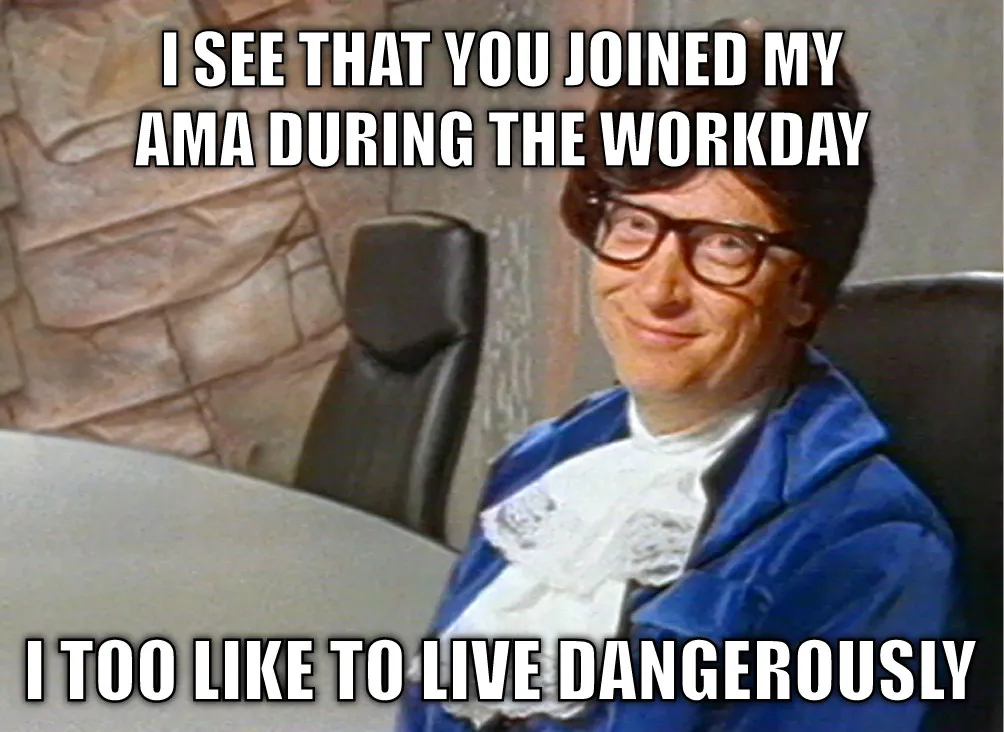 I SEE THAT YOU JOINED MY
AMA DURING THE WORKDAY
I TOO LIKE TO LIVE DANGEROUSLY